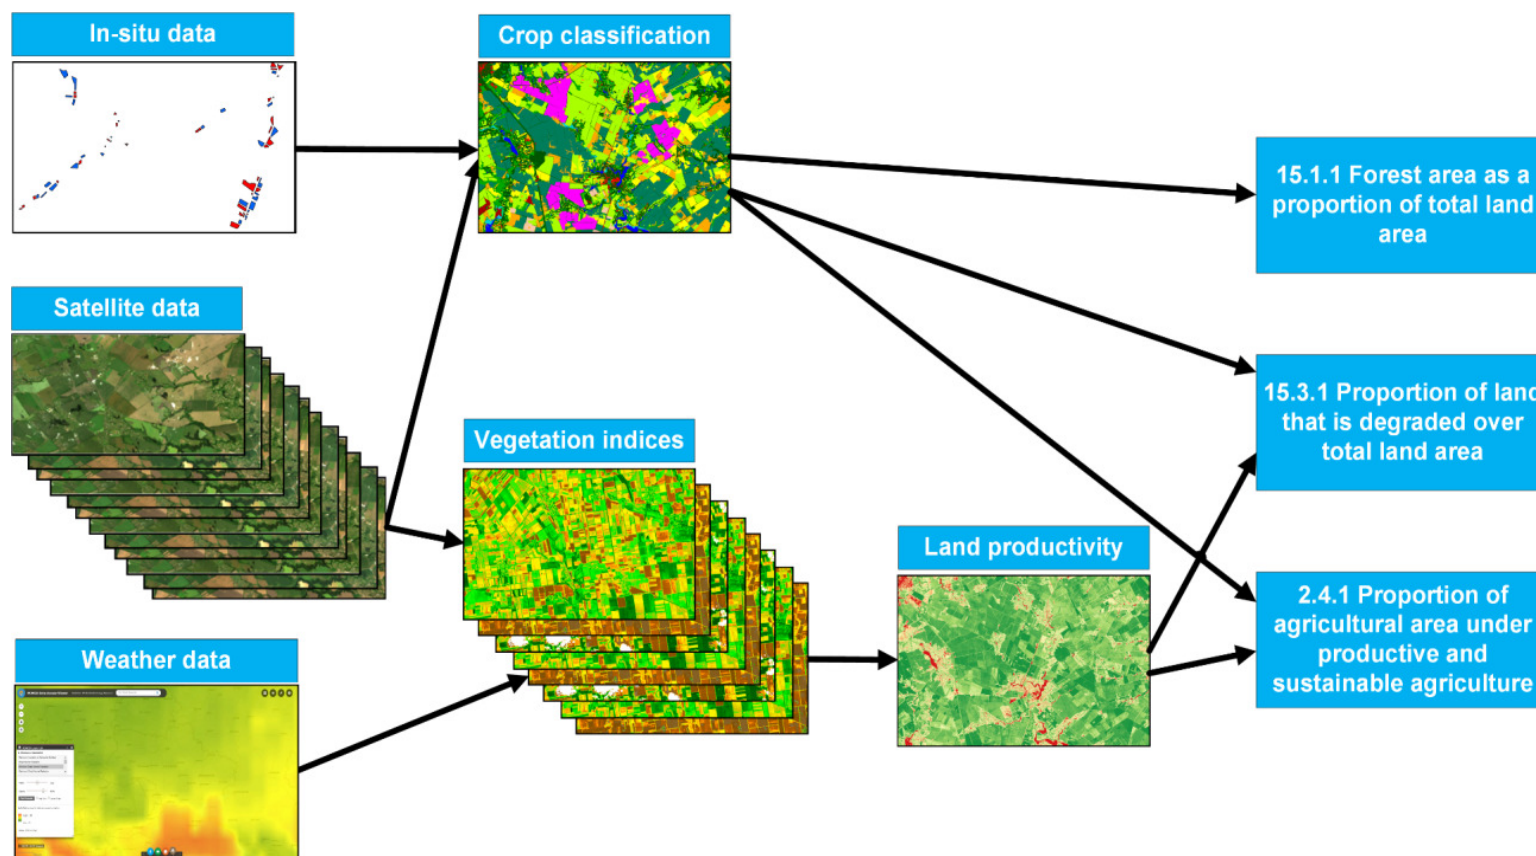 In-situ data
Crop classification
15.1.1 Forest area as a
proportion of total land
area
Satellite data
15.3.1 Proportion of land
that is degraded over
total land area
Vegetation indices
Land productivity
2.4.1 Proportion of
agricultural area under
productive and
sustainable agriculture
Weather data